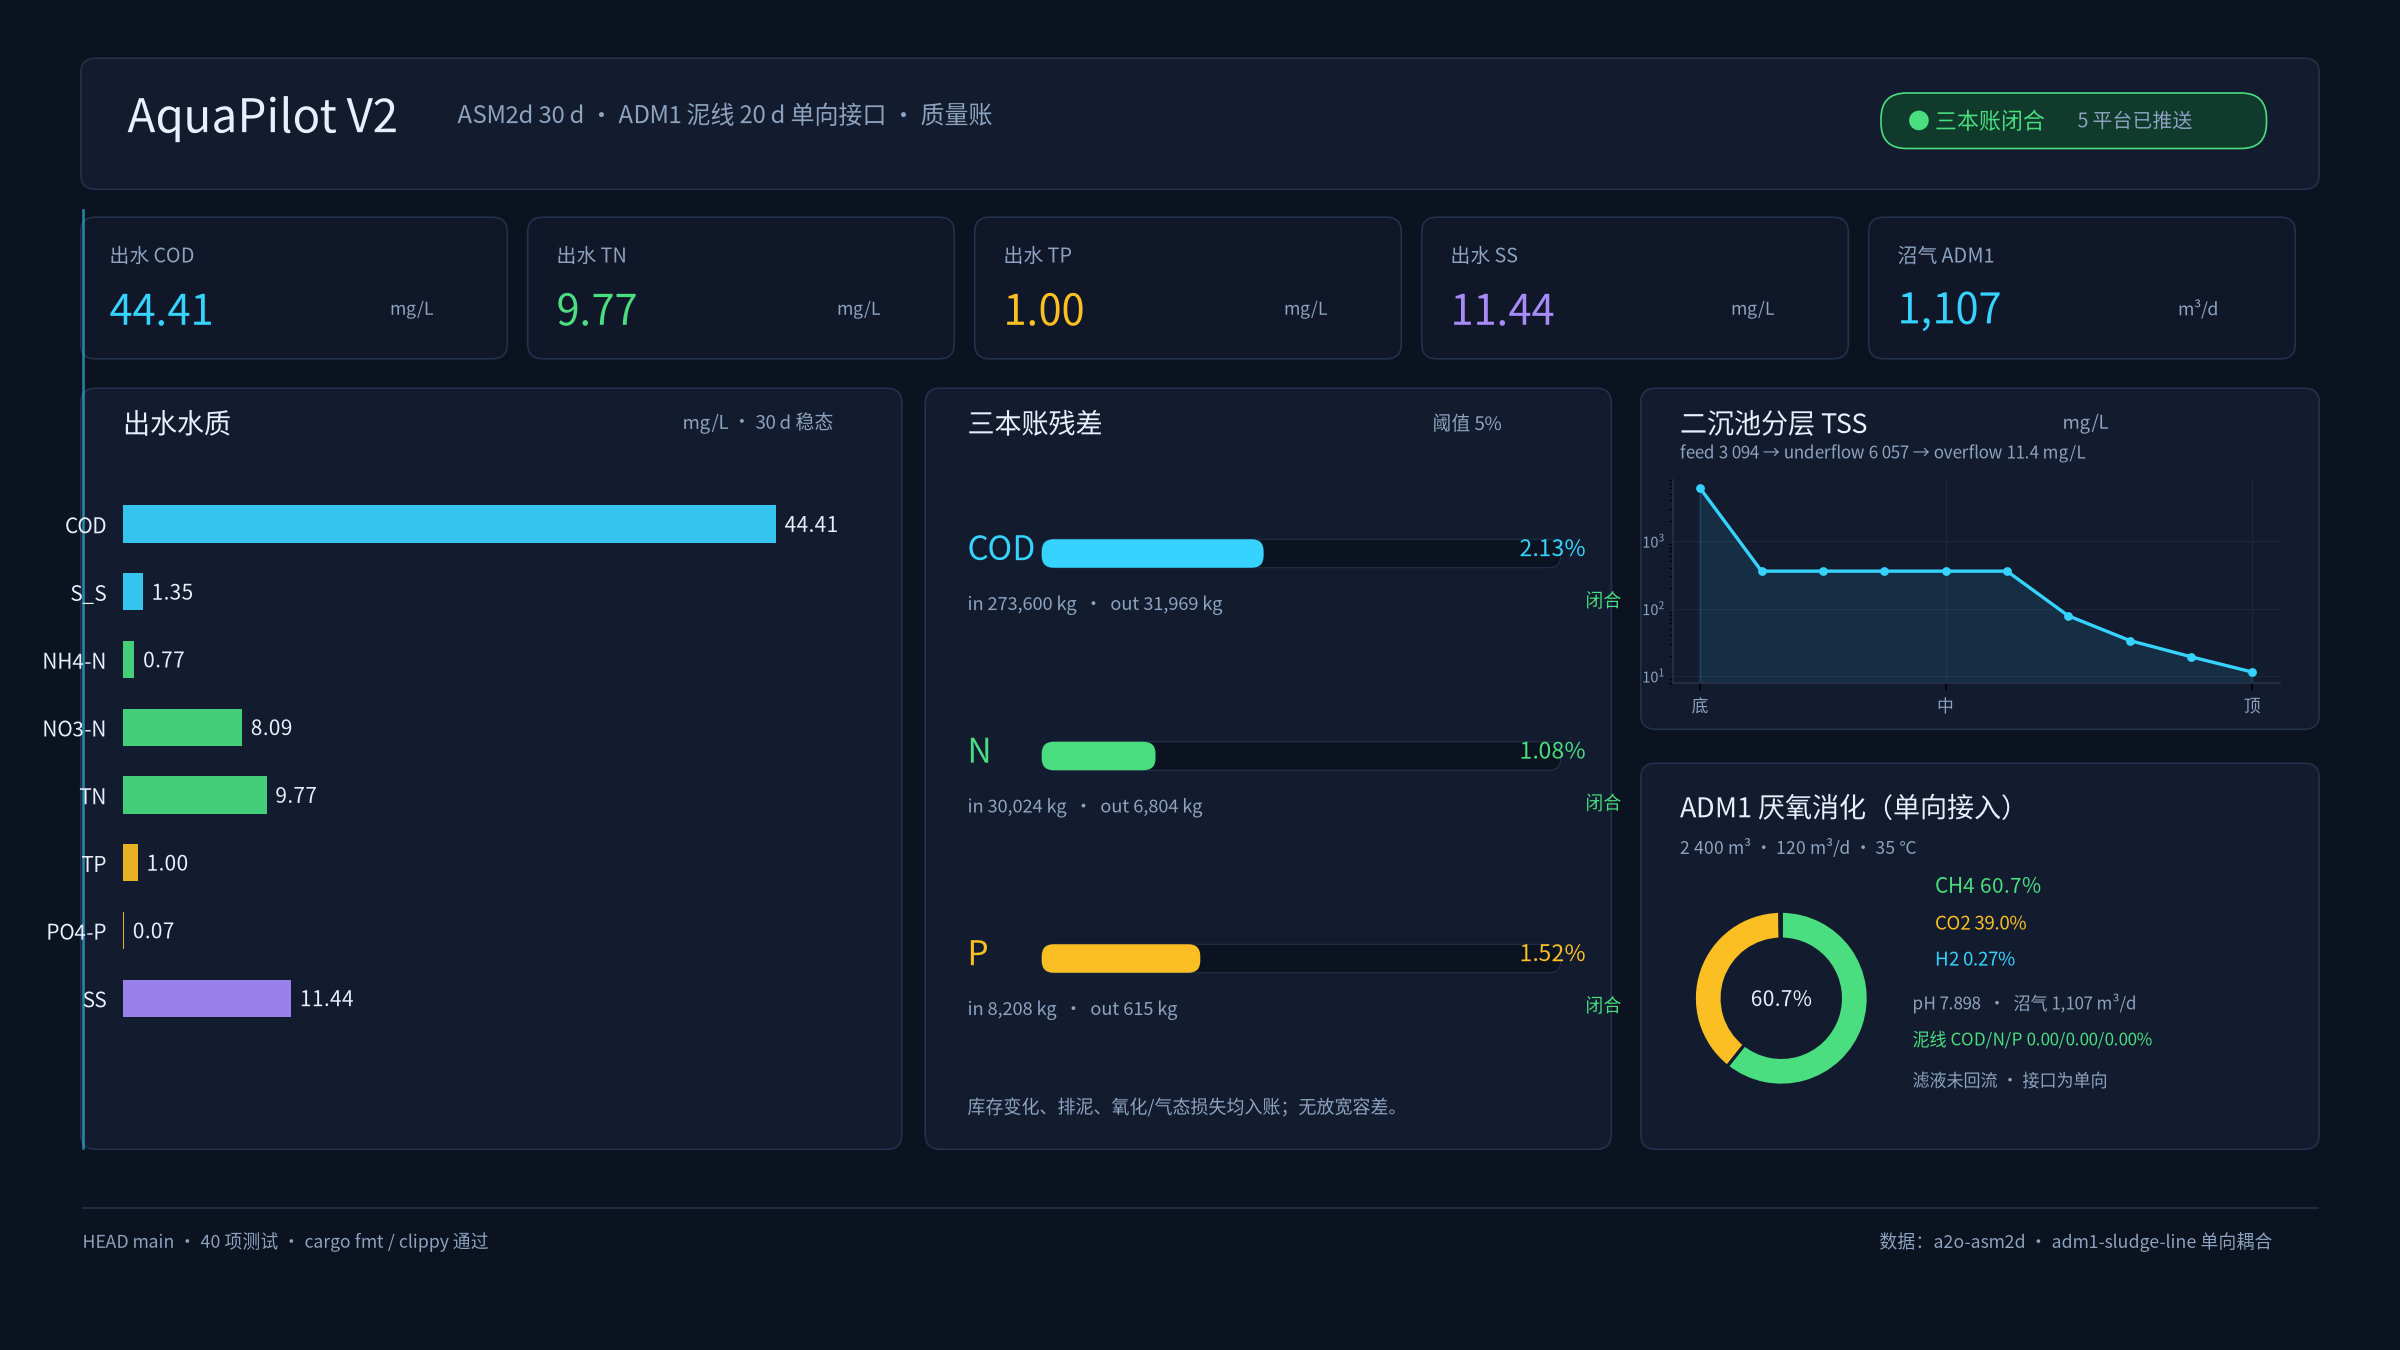 AquaPilot V2
ASM2d 30 d • ADM1 泥线 20 d 单向接口 • 质量账
三本账闭合 5 平台已推送
出水 COD
44.41 mg/L
出水 TN
9.77 mg/L
出水 TP
1.00 mg/L
出水 SS
11.44 mg/L
沼气 ADM1
1,107 m³/d
出水水质 mg/L • 30 d 稳态
COD 44.41
S_S 1.35
NH4-N 0.77
NO3-N 8.09
TN 9.77
TP 1.00
PO4-P 0.07
SS 11.44
三本账残差 阈值 5%
COD 2.13%
in 273,600 kg • out 31,969 kg 闭合
N 1.08%
in 30,024 kg • out 6,804 kg 闭合
P 1.52%
in 8,208 kg • out 615 kg 闭合
库存变化、排泥、氧化/气态损失均入账；无放宽容差。
二沉池分层 TSS mg/L
feed 3 094 → underflow 6 057 → overflow 11.4 mg/L
10³
10²
10¹
底 中 顶
ADM1 厌氧消化（单向接入）
2 400 m³ • 120 m³/d • 35 °C
CH4 60.7%
CO2 39.0%
H2 0.27%
60.7%
pH 7.898 • 沼气 1,107 m³/d
泥线 COD/N/P 0.00/0.00/0.00%
滤液未回流 • 接口为单向
HEAD main • 40 项测试 • cargo fmt / clippy 通过
数据：a2o-asm2d • adm1-sludge-line 单向耦合